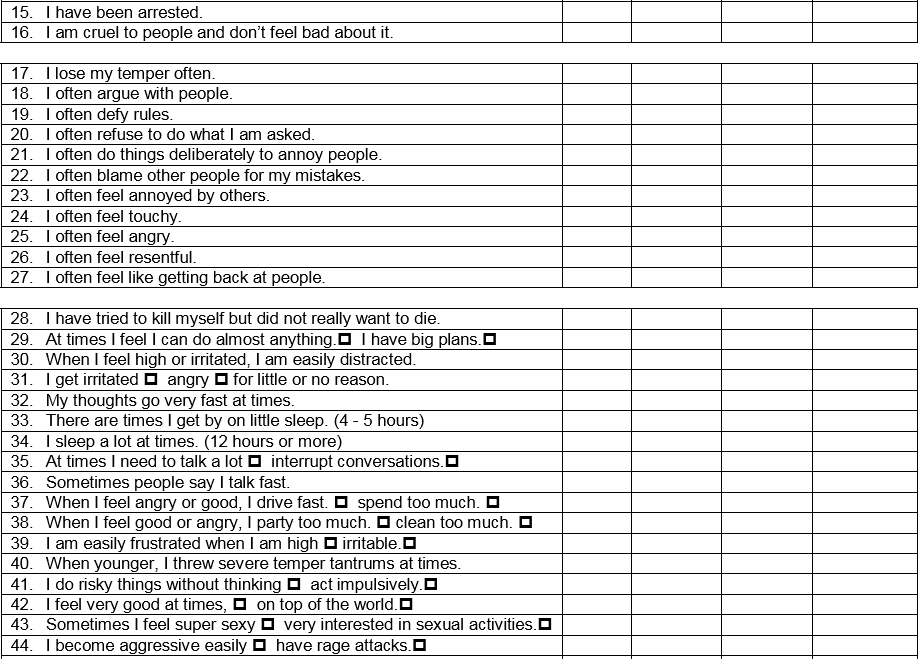 15. I have been arrested.
16. I am cruel to people and don't feel bad about it.
17. I lose my temper often.
18. I often argue with people.
19. I often defy rules.
20. I often refuse to do what I am asked.
21. I often do things deliberately to annoy people.
22. I often blame other people for my mistakes.
23. I often feel annoyed by others.
24. I often feel touchy.
25. I often feel angry.
26. I often feel resentful.
27. I often feel like getting back at people.
28. I have tried to kill myself but did not really want to die.
29. At times I feel I can do almost anything.☐ I have big plans.☐
30. When I feel high or irritated, I am easily distracted.
31. I get irritated ☐ angry ☐ for little or no reason.
32. My thoughts go very fast at times.
33. There are times I get by on little sleep. (4 - 5 hours)
34. I sleep a lot at times. (12 hours or more)
35. At times I need to talk a lot ☐ interrupt conversations.☐
36. Sometimes people say I talk fast.
37. When I feel angry or good, I drive fast. ☐ spend too much. ☐
38. When I feel good or angry, I party too much. ☐ clean too much. ☐
39. I am easily frustrated when I am high ☐ irritable.☐
40. When younger, I threw severe temper tantrums at times.
41. I do risky things without thinking ☐ act impulsively.☐
42. I feel very good at times, ☐ on top of the world.☐
43. Sometimes I feel super sexy ☐ very interested in sexual activities.☐
44. I become aggressive easily ☐ have rage attacks.☐